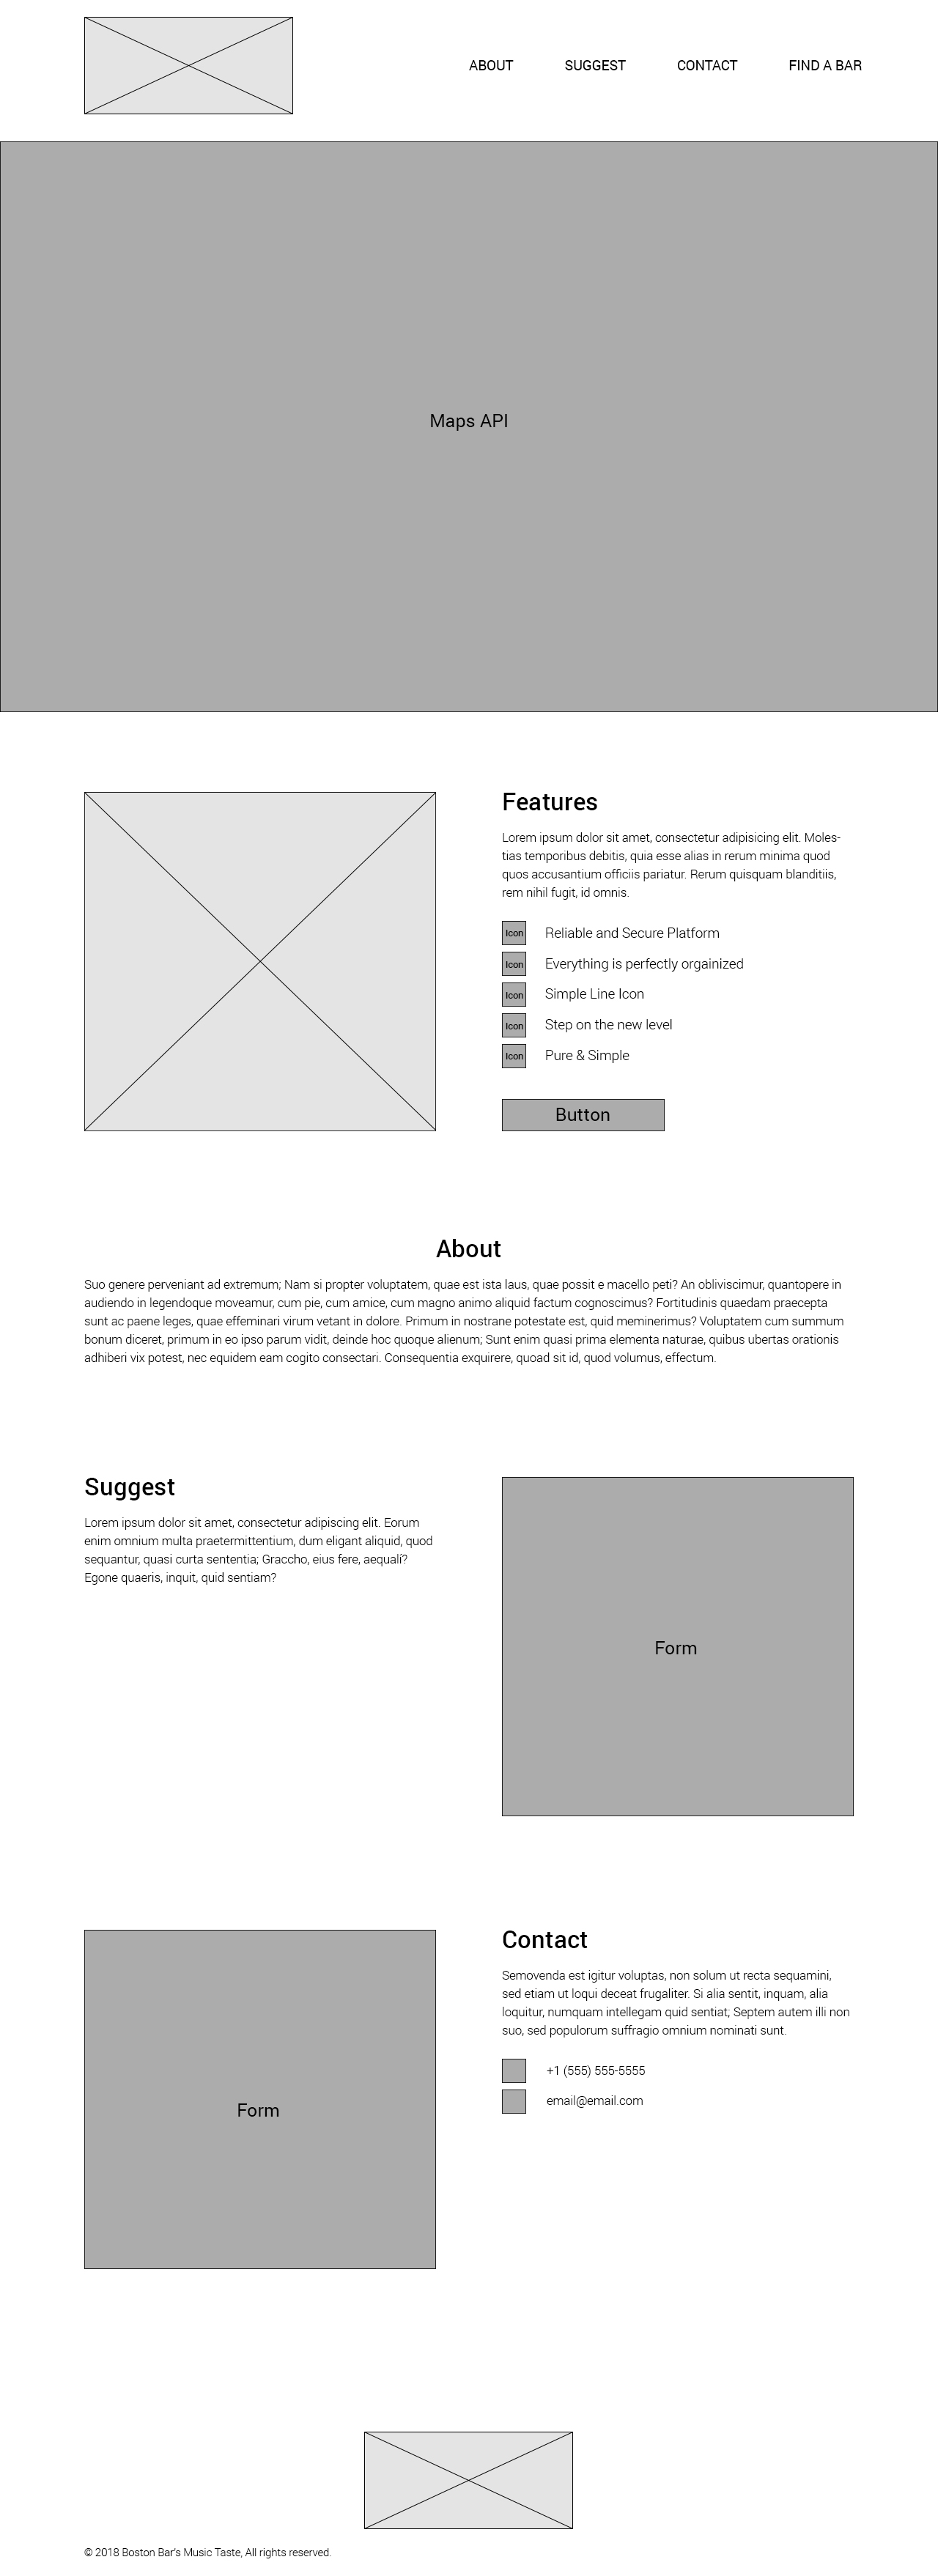 ABOUT SUGGEST CONTACT FIND A BAR
Maps API
Features
Lorem ipsum dolor sit amet, consectetur adipisicing elit. Moles-
tias temporibus debitis, quia esse alias in rerum minima quod
quos accusantium officiis pariatur. Rerum quisquam blanditiis,
rem nihil fugit, id omnis.
Icon Reliable and Secure Platform
Icon Everything is perfectly orgainized
Icon Simple Line Icon
Icon Step on the new level
Icon Pure & Simple
Button
About
Suo genere perveniant ad extremum; Nam si propter voluptatem, quae est ista laus, quae possit e macello peti? An obliviscimur, quantopere in
audiendo in legendoque moveamur, cum pie, cum amice, cum magno animo aliquid factum cognoscimus? Fortitudinis quaedam praecepta
sunt ac paene leges, quae effeminari virum vetant in dolore. Primum in nostrane potestate est, quid meminerimus? Voluptatem cum summum
bonum diceret, primum in eo ipso parum vidit, deinde hoc quoque alienum; Sunt enim quasi prima elementa naturae, quibus ubertas orationis
adhiberi vix potest, nec equidem eam cogito consectari. Consequentia exquirere, quoad sit id, quod volumus, effectum.
Suggest
Lorem ipsum dolor sit amet, consectetur adipiscing elit. Eorum
enim omnium multa praetermittentium, dum eligant aliquid, quod
sequantur, quasi curta sententia; Graccho, eius fere, aequalí?
Egone quaeris, inquit, quid sentiam?
Form
Form
Contact
Semovenda est igitur voluptas, non solum ut recta sequamini,
sed etiam ut loqui deceat frugaliter. Si alia sentit, inquam, alia
loquitur, numquam intellegam quid sentiat; Septem autem illi non
suo, sed populorum suffragio omnium nominati sunt.
+1 (555) 555-5555
email@email.com
© 2018 Boston Bar's Music Taste, All rights reserved.